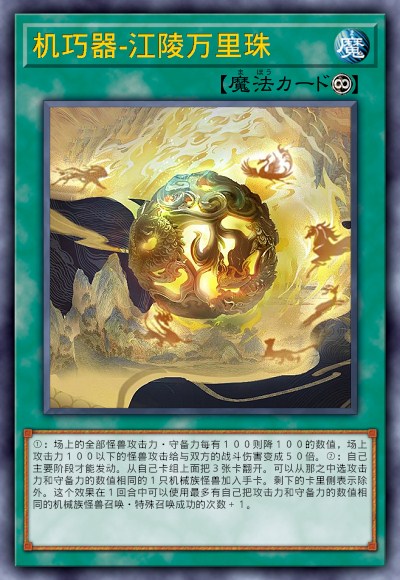 机巧器-江陵万里珠
魔
【魔法カード】
まほう
①：场上的全部怪兽攻击力・守备力每有１００则降１００的数值，场上
攻击力１００以下的怪兽攻击给与双方的战斗伤害变成５０倍。②：自己
主要阶段才能发动。从自己卡组上面把３张卡翻开。可以从那之中选攻击
力和守备力的数值相同的１只机械族怪兽加入手卡。剩下的卡里侧表示除
外。这个效果在１回合中可以使用最多有自己把攻击力和守备力的数值相
同的机械族怪兽召唤・特殊召唤成功的次数＋１。